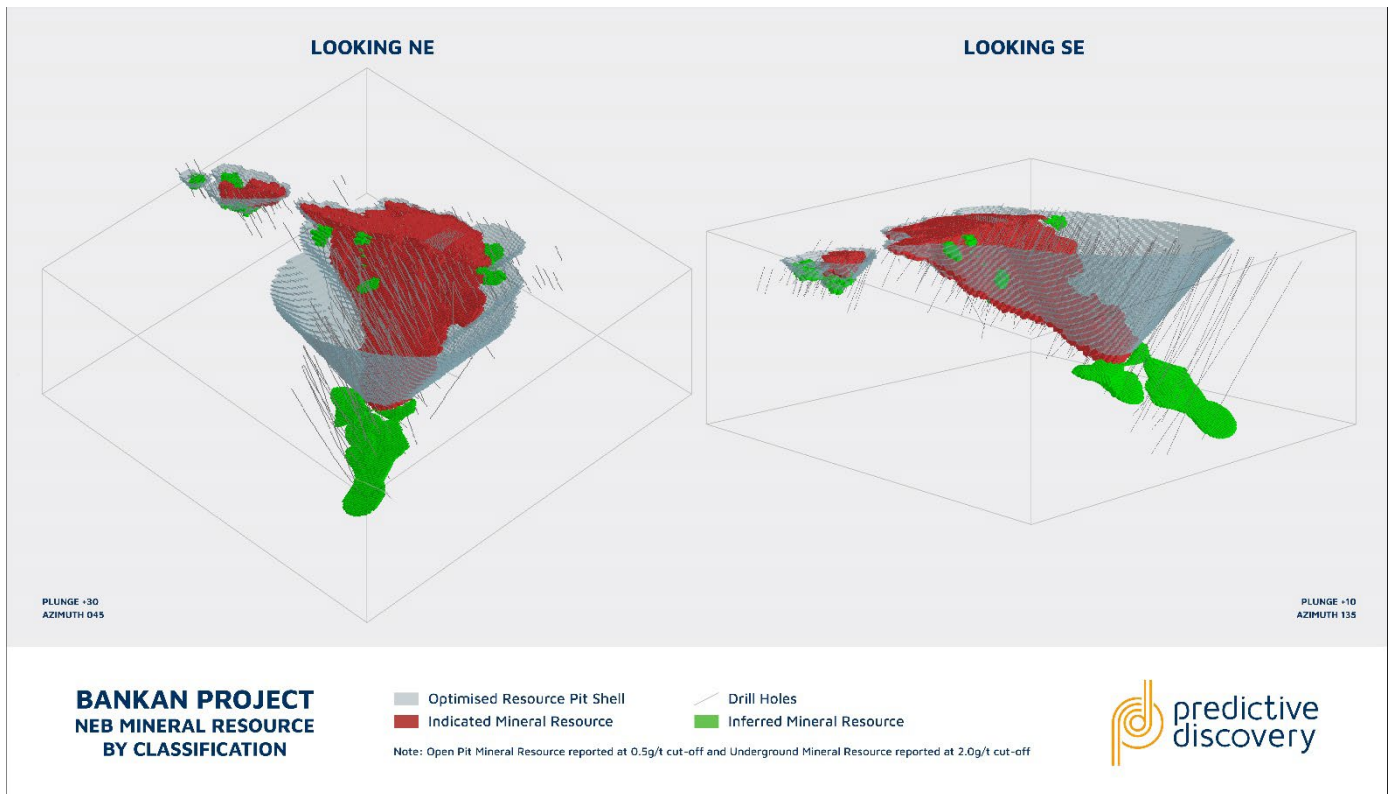 LOOKING NE
LOOKING SE
PLUNGE +30
AZIMUTH 045
PLUNGE +10
AZIMUTH 135
BANKAN PROJECT
NEB MINERAL RESOURCE
BY CLASSIFICATION
Optimised Resource Pit Shell
Drill Holes
Indicated Mineral Resource
Inferred Mineral Resource
Note: Open Pit Mineral Resource reported at 0.5g/t cut-off and Underground Mineral Resource reported at 2.0g/t cut-off
predictive
discovery